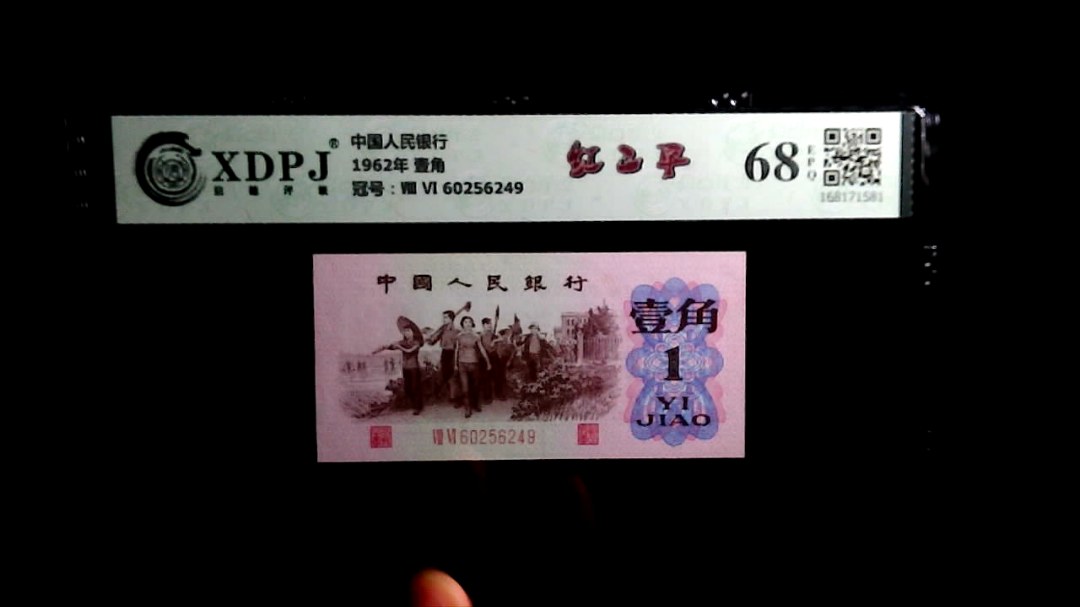 XDPJ®
中国人民银行
1962年 壹角
冠号：Ⅷ Ⅵ 60256249
红二平
68
EPQ
168171581
中國人民銀行
壹角
1
YI
JIAO
Ⅷ Ⅵ 60256249